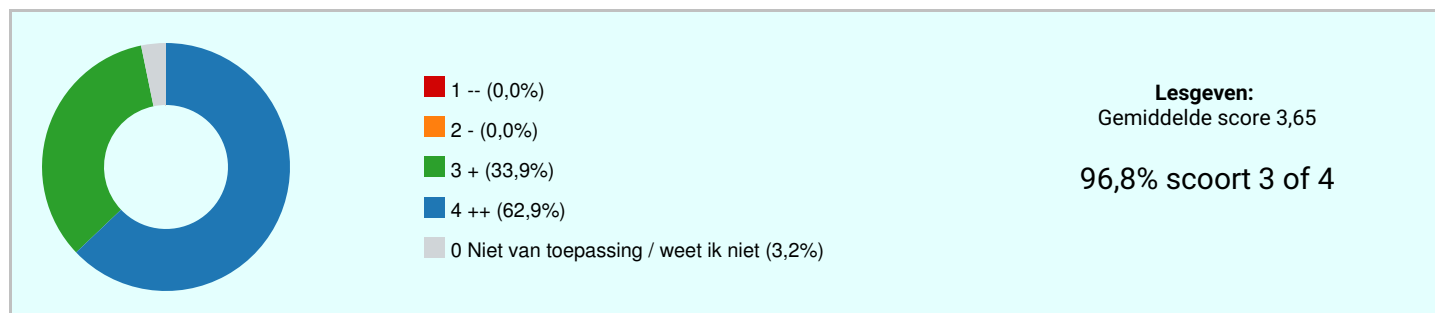 1 -- (0,0%)
2 - (0,0%)
3 + (33,9%)
4 ++ (62,9%)
0 Niet van toepassing / weet ik niet (3,2%)
Lesgeven:
Gemiddelde score 3,65
96,8% scoort 3 of 4